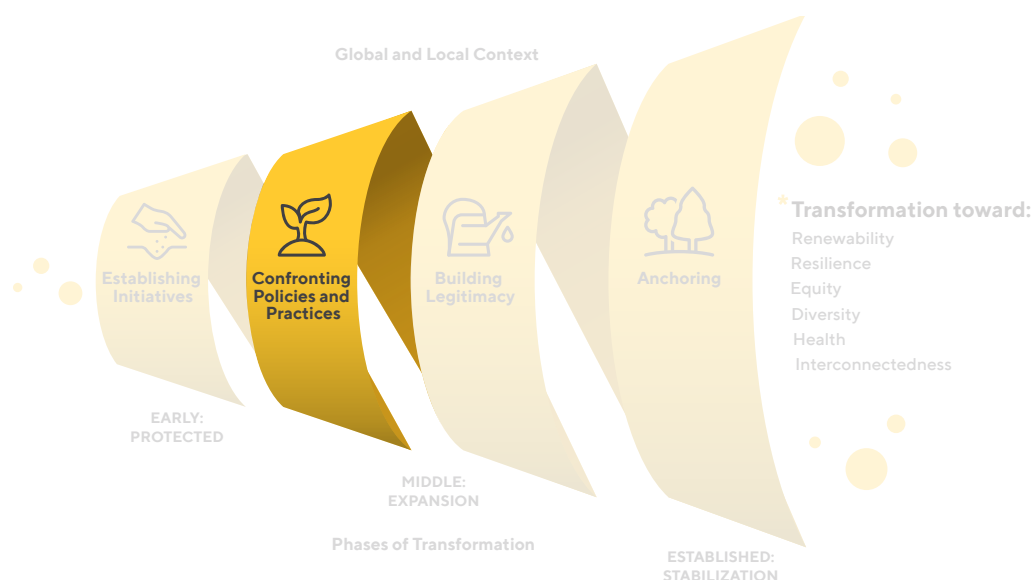 Global and Local Context
Establishing
Initiatives
Confronting
Policies and
Practices
Building
Legitimacy
Anchoring
*Transformation toward:
Renewability
Resilience
Equity
Diversity
Health
Interconnectedness
EARLY:
PROTECTED
MIDDLE:
EXPANSION
Phases of Transformation
ESTABLISHED:
STABILIZATION